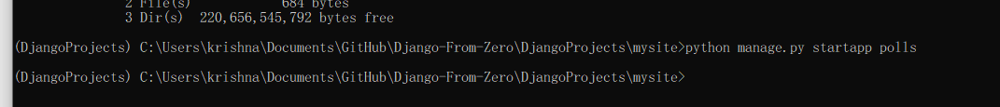 2 File(s) 684 bytes
3 Dir(s) 220,656,545,792 bytes free
(DjangoProjects) C:\Users\krishna\Documents\GitHub\Django-From-Zero\DjangoProjects\mysite>python manage.py startapp polls
(DjangoProjects) C:\Users\krishna\Documents\GitHub\Django-From-Zero\DjangoProjects\mysite>